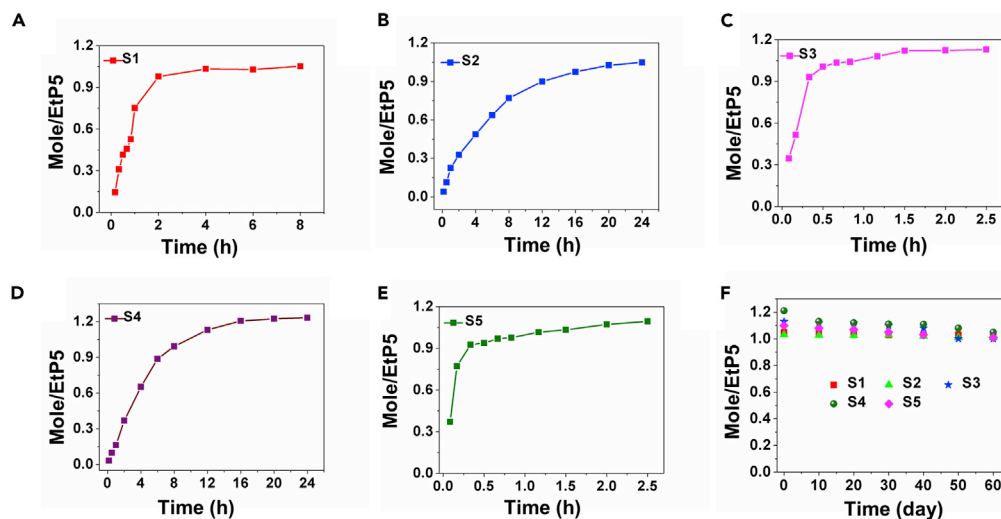 A
S1
Mole/EtP5
1.2
0.9
0.6
0.3
0.0
0 2 4 6 8
Time (h)
B
S2
Mole/EtP5
1.2
0.9
0.6
0.3
0.0
0 4 8 12 16 20 24
Time (h)
C
S3
Mole/EtP5
1.2
0.9
0.6
0.3
0.0
0.0 0.5 1.0 1.5 2.0 2.5
Time (h)
D
S4
Mole/EtP5
1.2
0.9
0.6
0.3
0.0
0 4 8 12 16 20 24
Time (h)
E
S5
Mole/EtP5
1.2
0.9
0.6
0.3
0.0
0.0 0.5 1.0 1.5 2.0 2.5
Time (h)
F
Mole/EtP5
1.2
1.0
0.8
0.6
0.4
0.2
0.0
S1 S2 S3
S4 S5
0 10 20 30 40 50 60
Time (day)